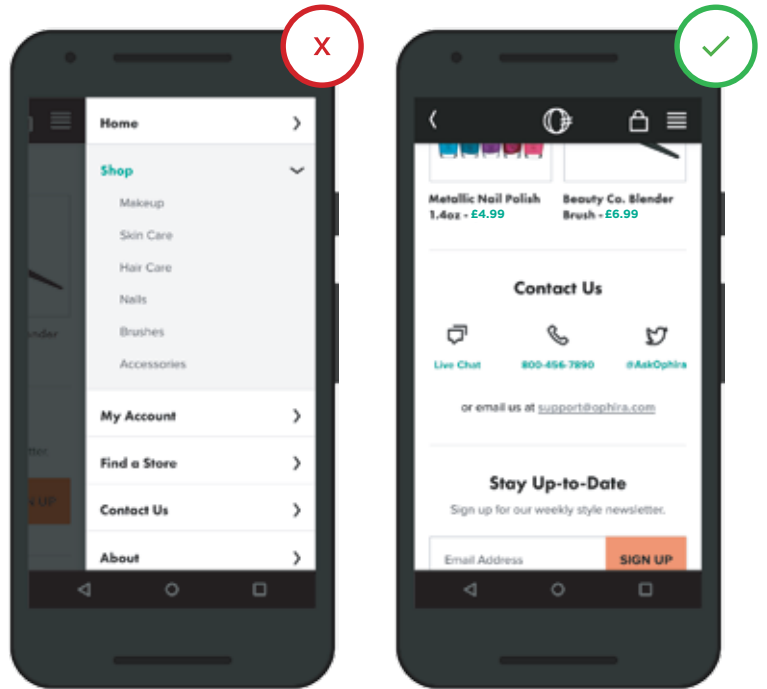 X
Home
Shop
Makeup
Skin Care
Hair Care
Nails
Brushes
Accessories
My Account
Find a Store
Contact Us
About
Metallic Nail Polish
1.4oz - £4.99
Beauty Co. Blender
Brush - £6.99
Contact Us
Live Chat
800-456-7890
@AskOphira
or email us at support@ophira.com
Stay Up-to-Date
Sign up for our weekly style newsletter.
Email Address
SIGN UP